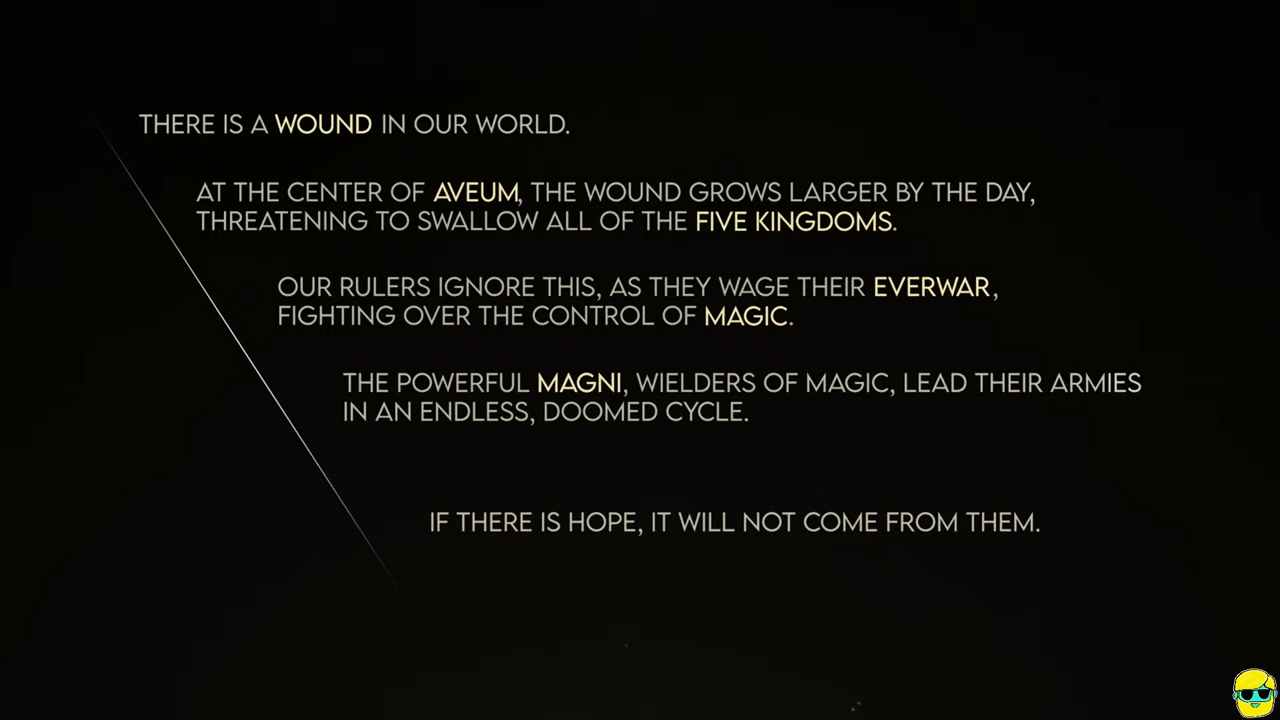 THERE IS A WOUND IN OUR WORLD.
AT THE CENTER OF AVEUM, THE WOUND GROWS LARGER BY THE DAY,
THREATENING TO SWALLOW ALL OF THE FIVE KINGDOMS.
OUR RULERS IGNORE THIS, AS THEY WAGE THEIR EVERWAR,
FIGHTING OVER THE CONTROL OF MAGIC.
THE POWERFUL MAGNI, WIELDERS OF MAGIC, LEAD THEIR ARMIES
IN AN ENDLESS, DOOMED CYCLE.
IF THERE IS HOPE, IT WILL NOT COME FROM THEM.